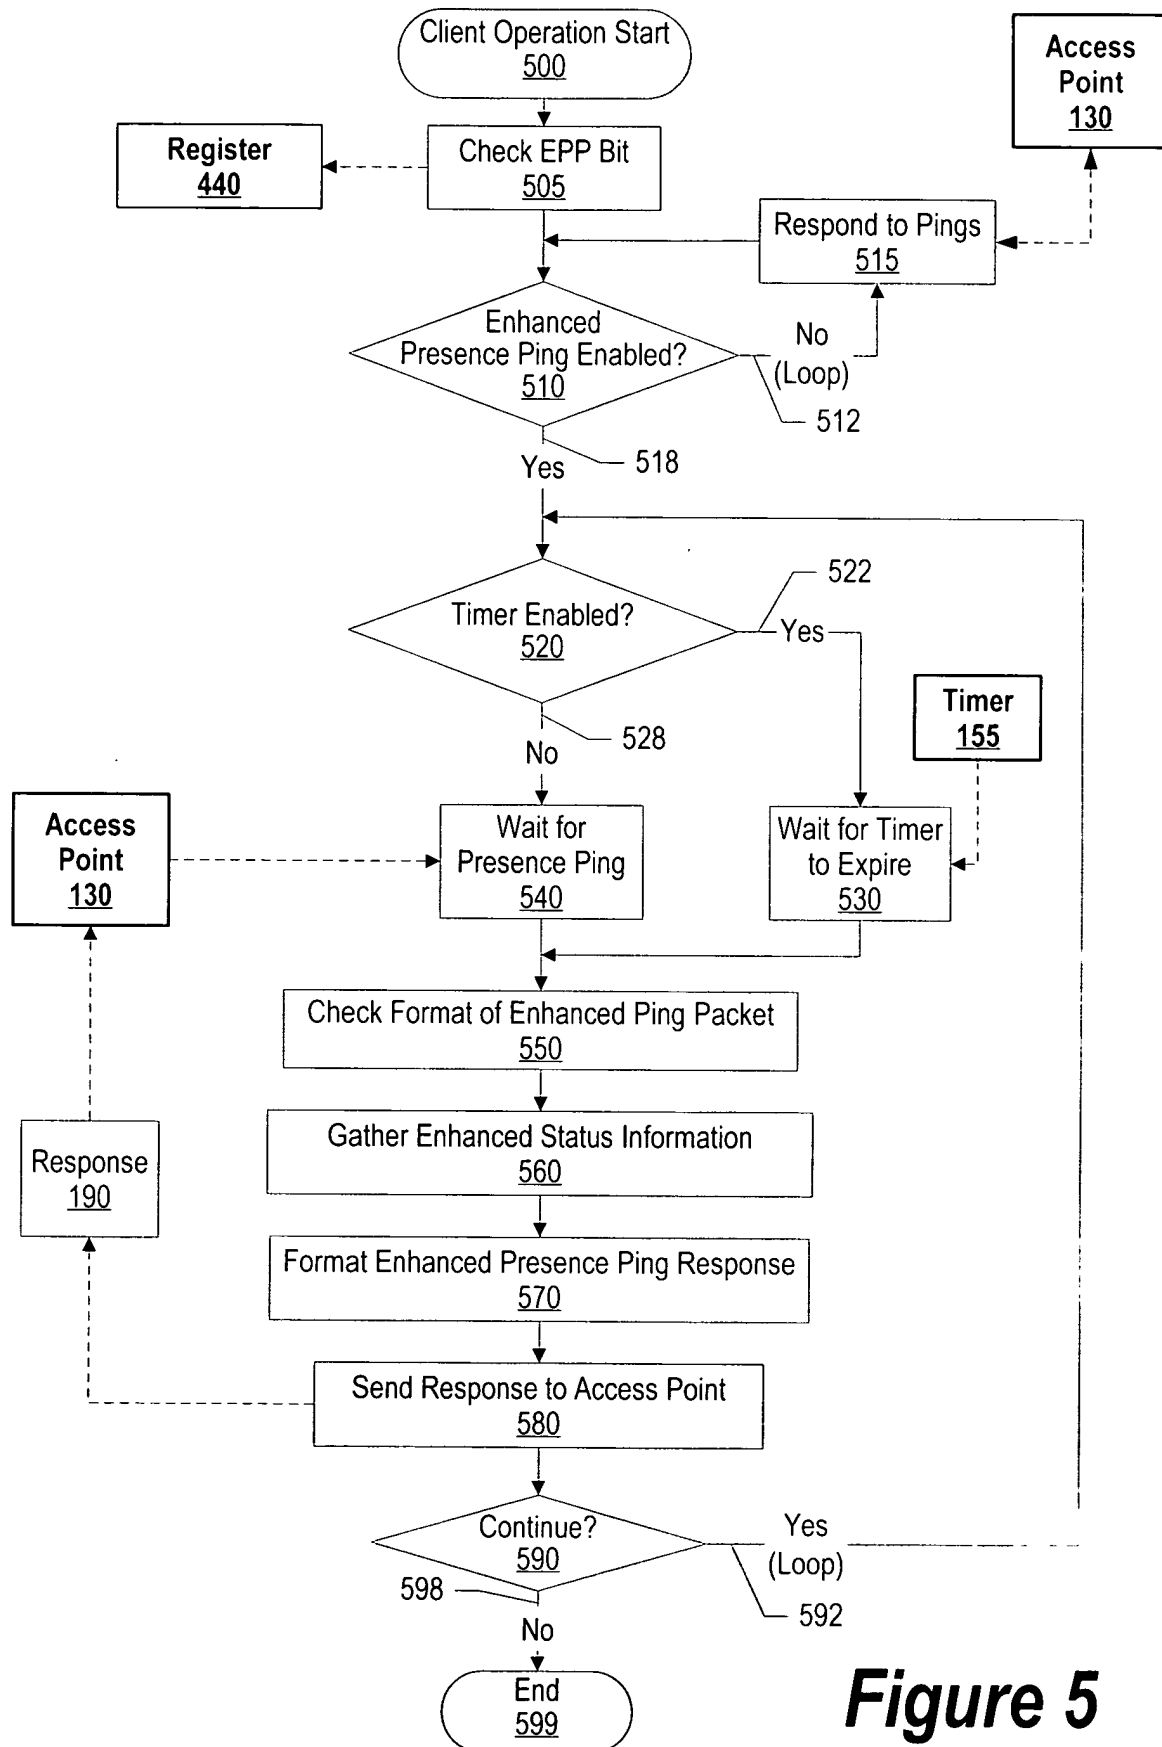 Client Operation Start
500
Access
Point
130
Register
440
Check EPP Bit
505
Respond to Pings
515
Enhanced
Presence Ping Enabled?
510
No
(Loop)
512
518
Yes
522
Timer Enabled?
520
Yes
528
No
Timer
155
Access
Point
130
Wait for
Presence Ping
540
Wait for Timer
to Expire
530
Check Format of Enhanced Ping Packet
550
Gather Enhanced Status Information
560
Response
190
Format Enhanced Presence Ping Response
570
Send Response to Access Point
580
Continue?
590
Yes
(Loop)
592
598
No
End
599
Figure 5